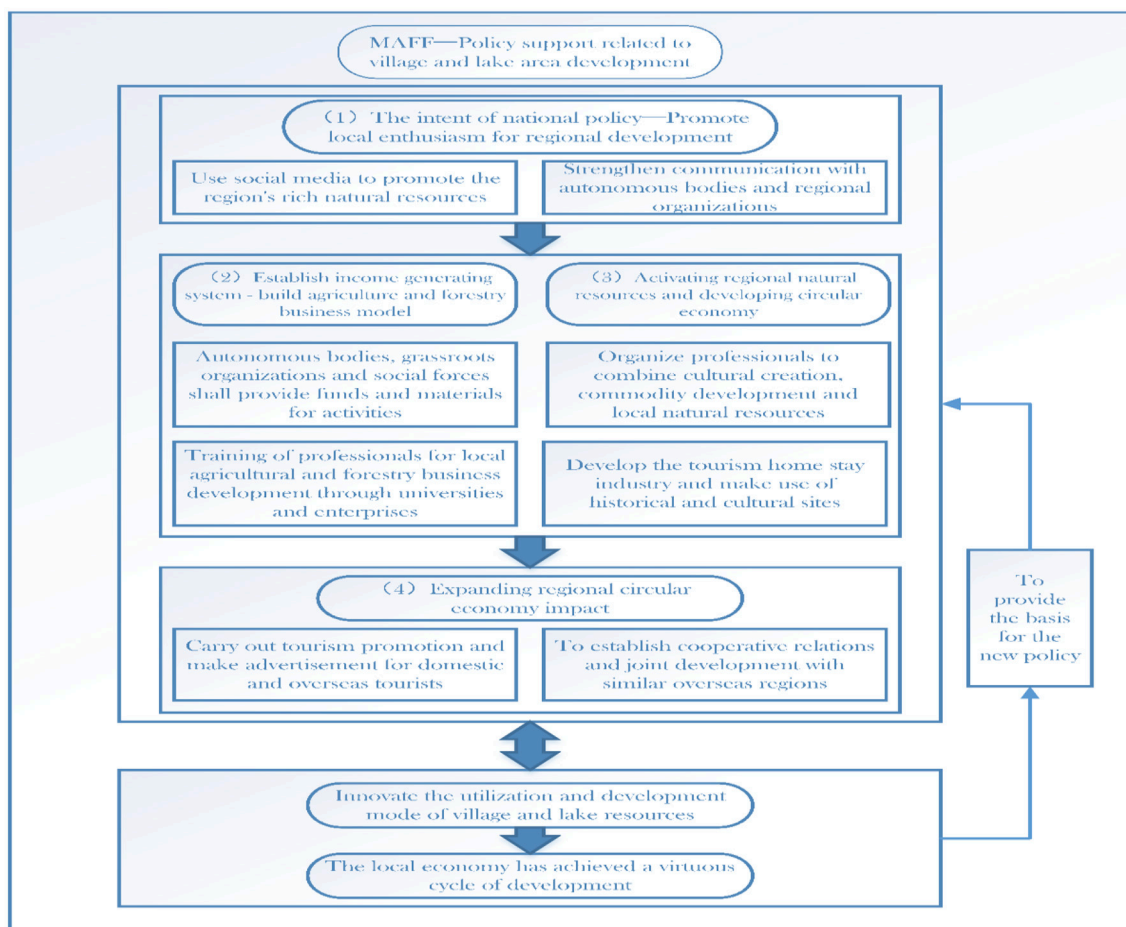 MAFF—Policy support related to
village and lake area development
（1）The intent of national policy—Promote
local enthusiasm for regional development
Use social media to promote the
region's rich natural resources
Strengthen communication with
autonomous bodies and regional
organizations
（2）Establish income generating
system - build agriculture and forestry
business model
（3）Activating regional natural
resources and developing circular
economy
Autonomous bodies, grassroots
organizations and social forces
shall provide funds and materials
for activities
Organize professionals to
combine cultural creation,
commodity development and
local natural resources
Training of professionals for local
agricultural and forestry business
development through universities
and enterprises
Develop the tourism home stay
industry and make use of
historical and cultural sites
（4）Expanding regional circular
economy impact
Carry out tourism promotion and
make advertisement for domestic
and overseas tourists
To establish cooperative relations
and joint development with
similar overseas regions
To
provide
the basis
for the
new policy
Innovate the utilization and development
mode of village and lake resources
The local economy has achieved a virtuous
cycle of development